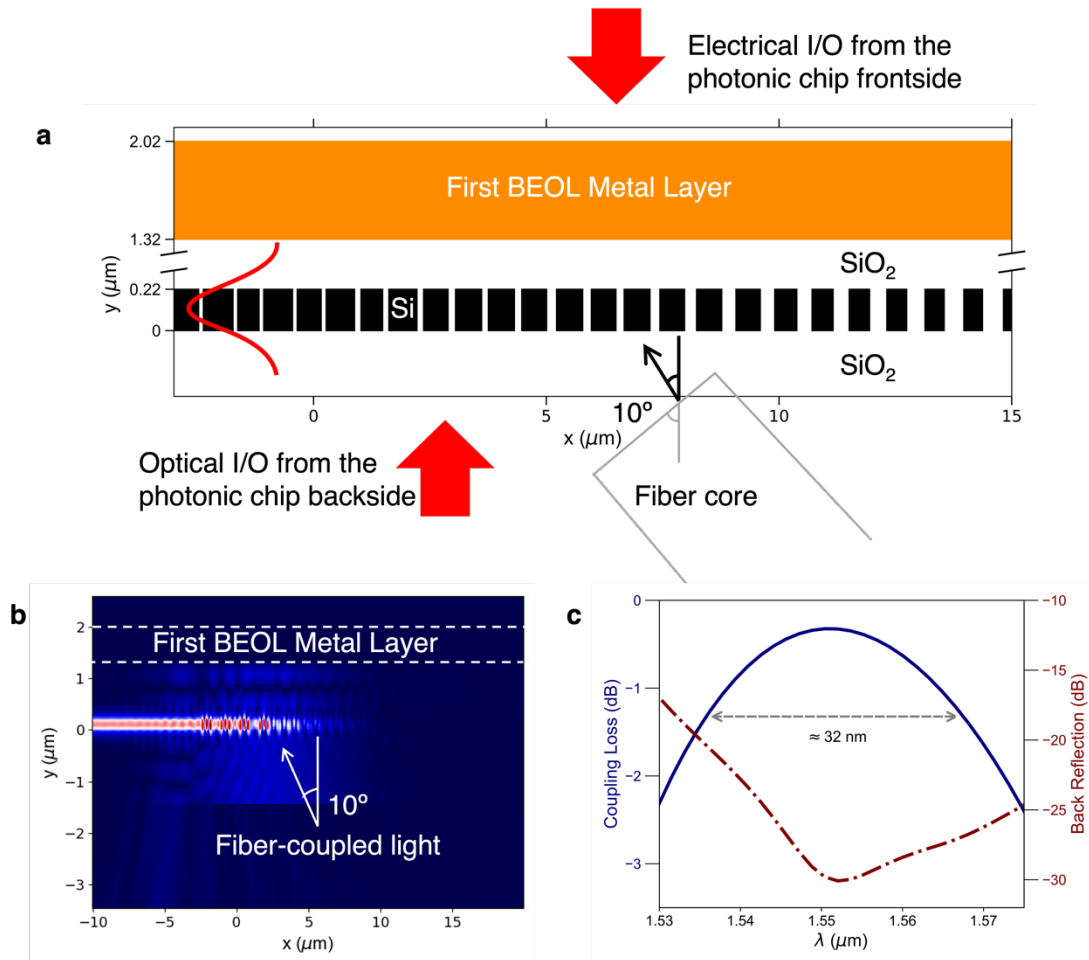 Electrical I/O from the
photonic chip frontside
a
2.02
First BEOL Metal Layer
1.32
y (μm)
SiO₂
0.22
Si
0
SiO₂
10º
0
5
10
15
x (μm)
Optical I/O from the
photonic chip backside
Fiber core
b
2
First BEOL Metal Layer
1
0
y (μm)
−1
10º
−2
Fiber-coupled light
−3
−10
−5
0
5
10
15
x (μm)
c
0
−10
−15
−1
≈ 32 nm
Coupling Loss (dB)
−20
Back Reflection (dB)
−2
−25
−3
−30
1.53
1.54
1.55
1.56
1.57
λ (μm)